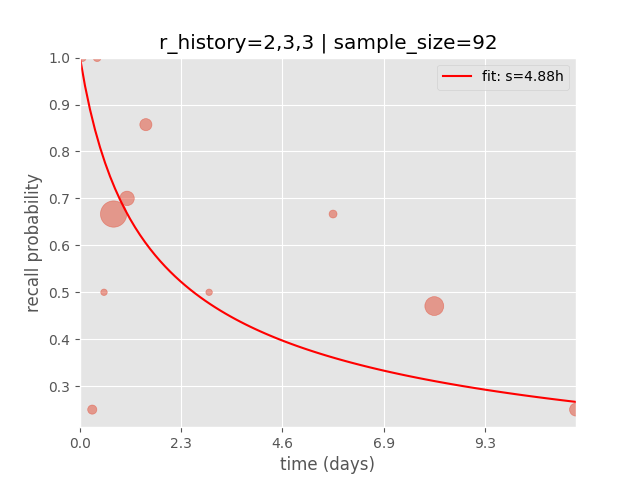 r_history=2,3,3 | sample_size=92
fit: s=4.88h
recall probability
1.0
0.9
0.8
0.7
0.6
0.5
0.4
0.3
0.0 2.3 4.6 6.9 9.3
time (days)